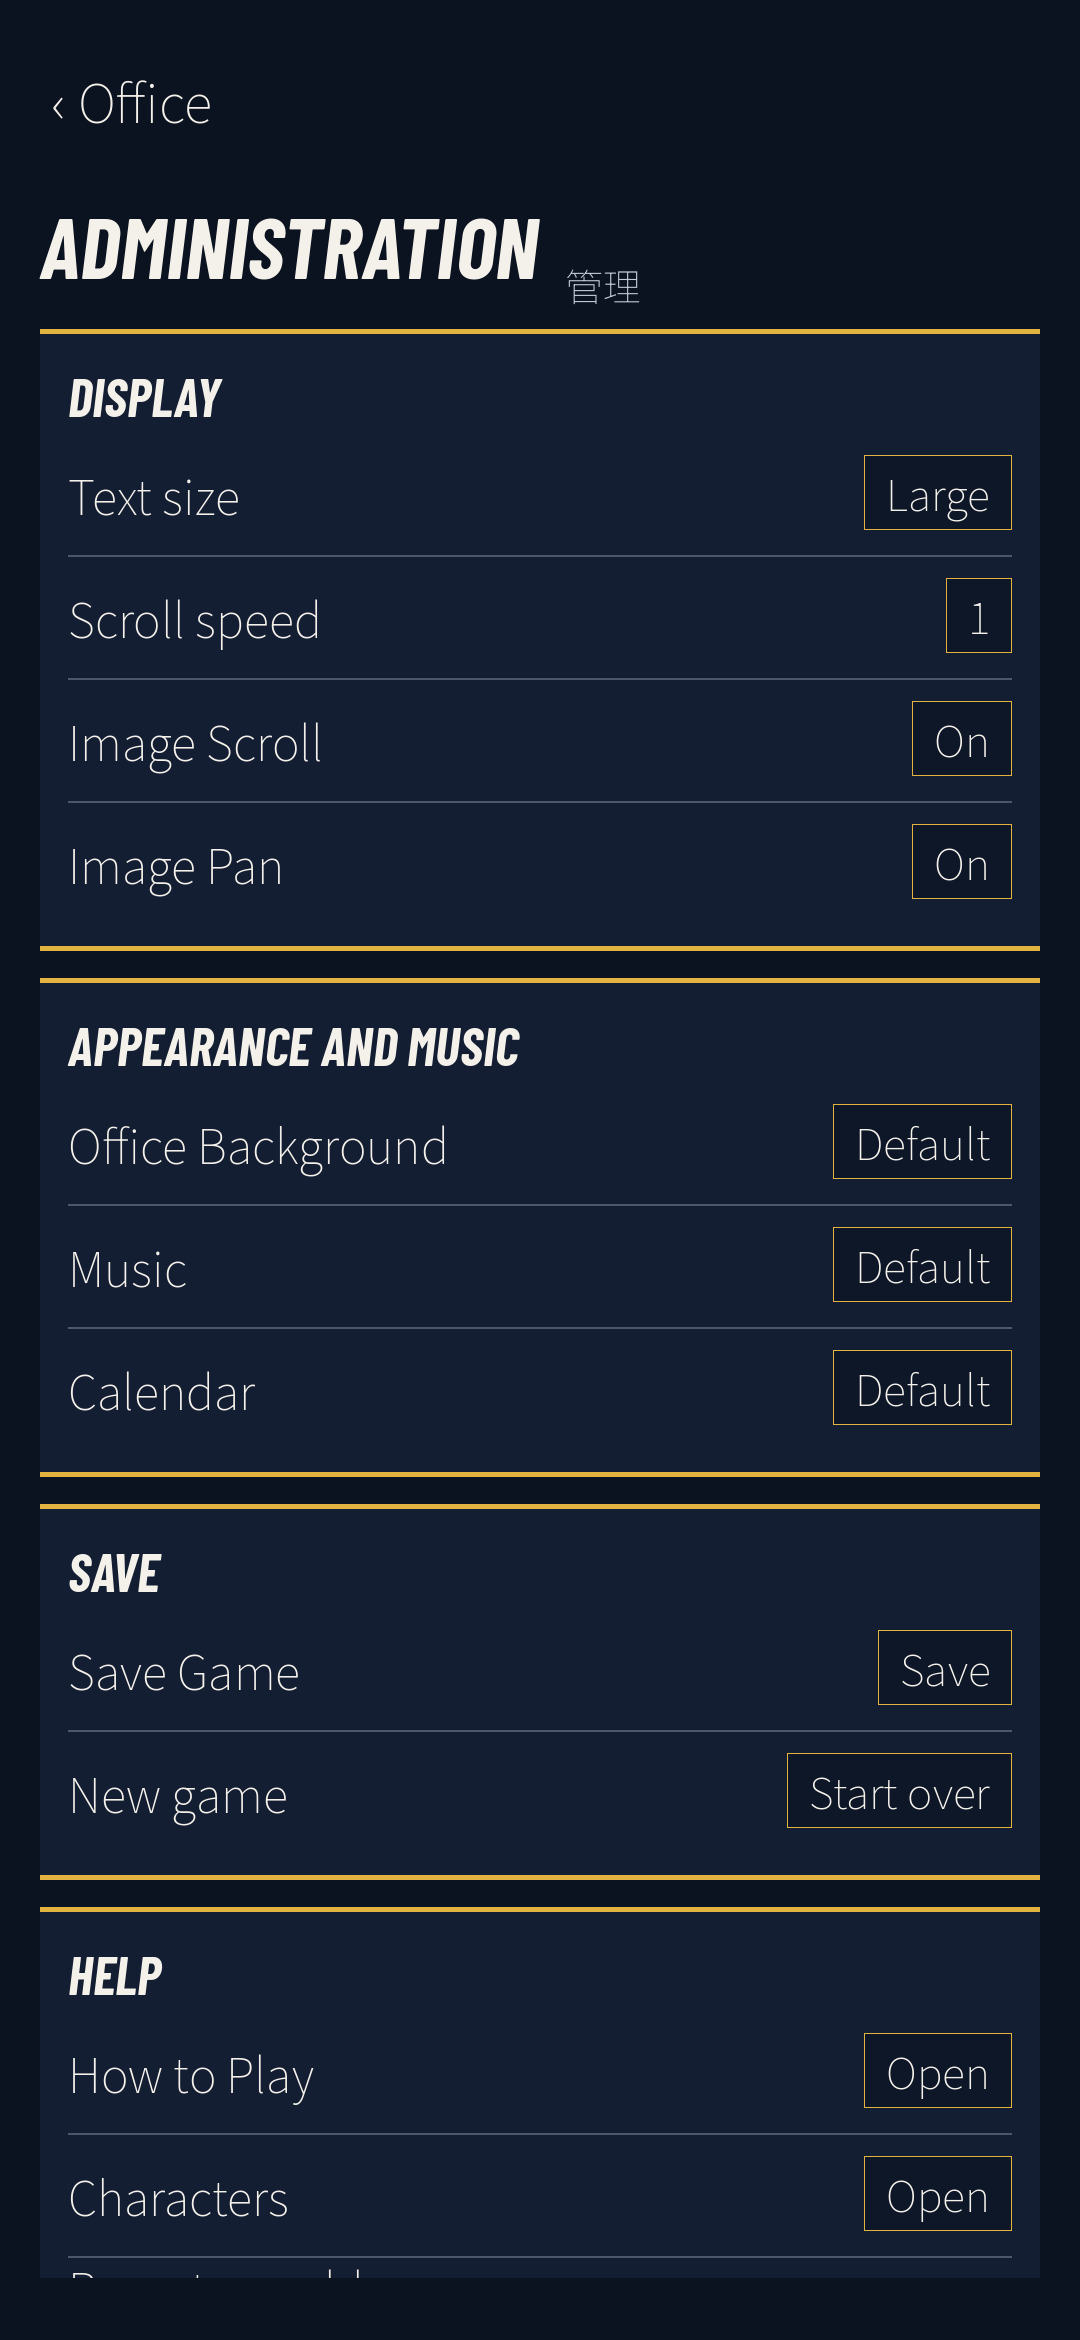 ‹ Office
ADMINISTRATION 管理
DISPLAY
Text size Large
Scroll speed 1
Image Scroll On
Image Pan On
APPEARANCE AND MUSIC
Office Background Default
Music Default
Calendar Default
SAVE
Save Game Save
New game Start over
HELP
How to Play Open
Characters Open